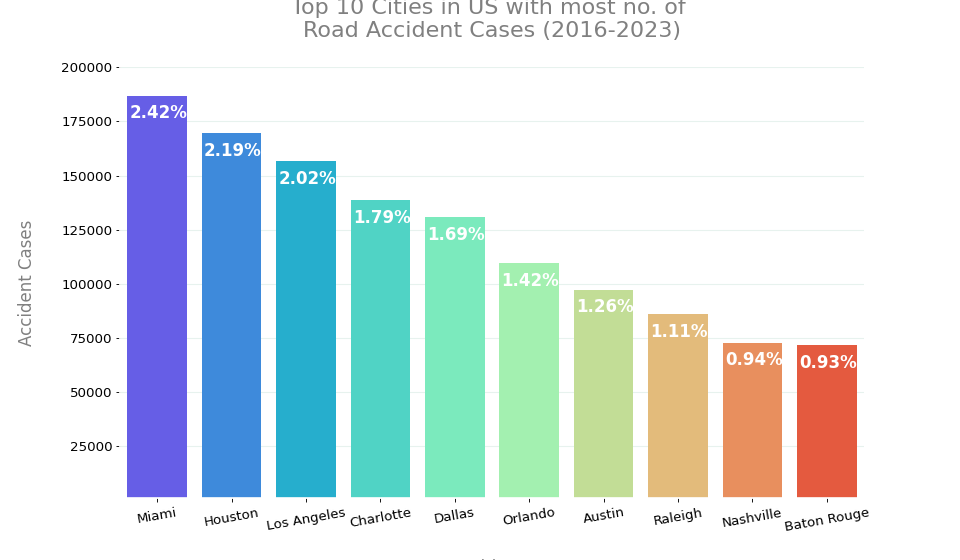 Top 10 Cities in US with most no. of
Road Accident Cases (2016-2023)
Accident Cases
200000
175000
150000
125000
100000
75000
50000
25000
2.42%
2.19%
2.02%
1.79%
1.69%
1.42%
1.26%
1.11%
0.94%
0.93%
Miami
Houston
Los Angeles
Charlotte
Dallas
Orlando
Austin
Raleigh
Nashville
Baton Rouge